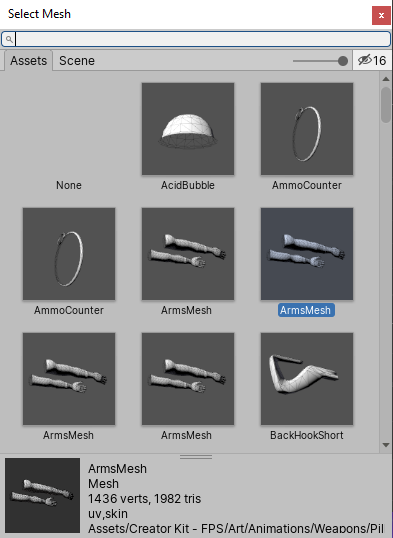 Select Mesh
x
Assets Scene 16
None AcidBubble AmmoCounter
AmmoCounter ArmsMesh ArmsMesh
ArmsMesh ArmsMesh BackHookShort
ArmsMesh
Mesh
1436 verts, 1982 tris
uv,skin
Assets/Creator Kit - FPS/Art/Animations/Weapons/Pil